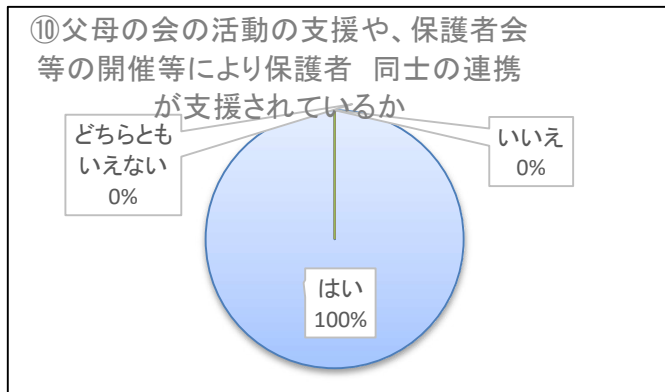 ⑩父母の会の活動の支援や、保護者会
等の開催等により保護者　同士の連携
が支援されているか
どちらとも
いえない
0%
いいえ
0%
はい
100%